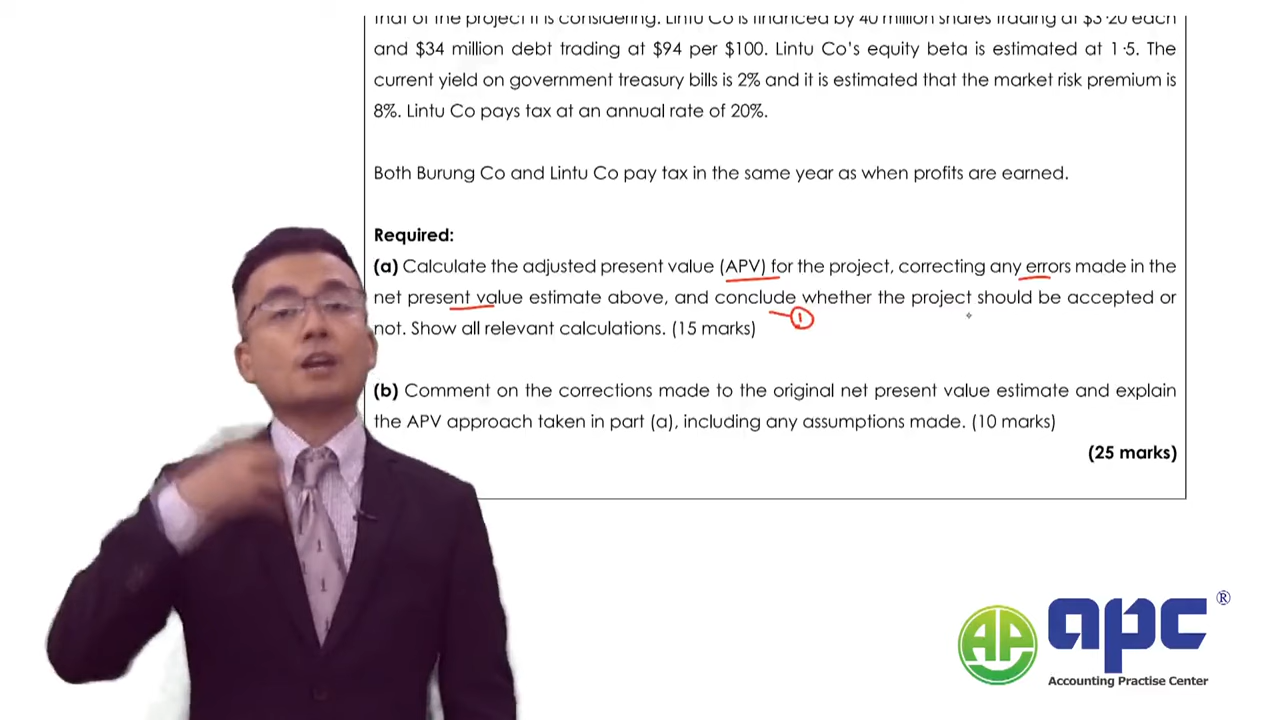 that of the project it is considering. Lintu Co is financed by 40 million shares trading at $3·20 each
and $34 million debt trading at $94 per $100. Lintu Co's equity beta is estimated at 1·5. The
current yield on government treasury bills is 2% and it is estimated that the market risk premium is
8%. Lintu Co pays tax at an annual rate of 20%.
Both Burung Co and Lintu Co pay tax in the same year as when profits are earned.
Required:
(a) Calculate the adjusted present value (APV) for the project, correcting any errors made in the
net present value estimate above, and conclude whether the project should be accepted or
not. Show all relevant calculations. (15 marks)
1
(b) Comment on the corrections made to the original net present value estimate and explain
the APV approach taken in part (a), including any assumptions made. (10 marks)
(25 marks)
AP
apc®
Accounting Practise Center